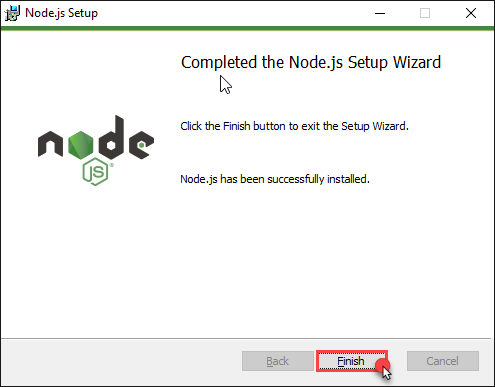 Node.js Setup
Completed the Node.js Setup Wizard
Click the Finish button to exit the Setup Wizard.
node
JS
®
Node.js has been successfully installed.
Back Finish Cancel